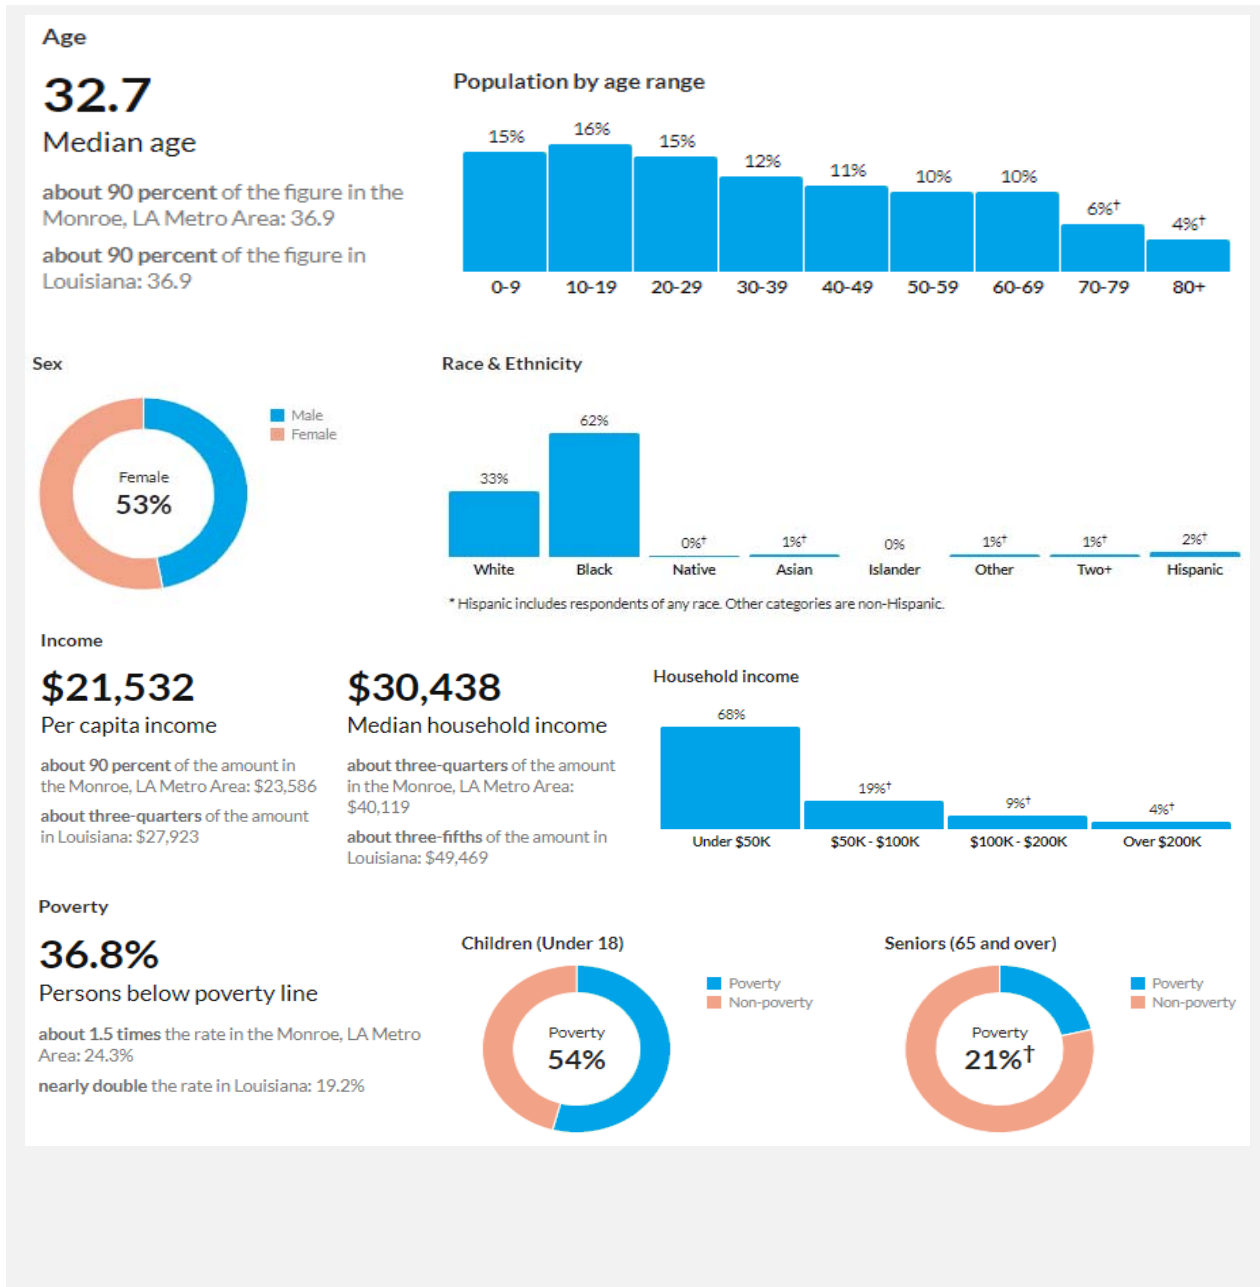 Age
32.7
Median age
about 90 percent of the figure in the
Monroe, LA Metro Area: 36.9
about 90 percent of the figure in
Louisiana: 36.9
Population by age range
15% 16% 15% 12% 11% 10% 10% 6%† 4%†
0-9 10-19 20-29 30-39 40-49 50-59 60-69 70-79 80+
Sex
Male
Female
Female
53%
Race & Ethnicity
33% 62% 0%† 1%† 0% 1%† 1%† 2%†
White Black Native Asian Islander Other Two+ Hispanic
* Hispanic includes respondents of any race. Other categories are non-Hispanic.
Income
$21,532
Per capita income
about 90 percent of the amount in
the Monroe, LA Metro Area: $23,586
about three-quarters of the amount
in Louisiana: $27,923
$30,438
Median household income
about three-quarters of the amount
in the Monroe, LA Metro Area:
$40,119
about three-fifths of the amount in
Louisiana: $49,469
Household income
68% 19%† 9%† 4%†
Under $50K $50K - $100K $100K - $200K Over $200K
Poverty
36.8%
Persons below poverty line
about 1.5 times the rate in the Monroe, LA Metro
Area: 24.3%
nearly double the rate in Louisiana: 19.2%
Children (Under 18)
Poverty
Non-poverty
Poverty
54%
Seniors (65 and over)
Poverty
Non-poverty
Poverty
21%†